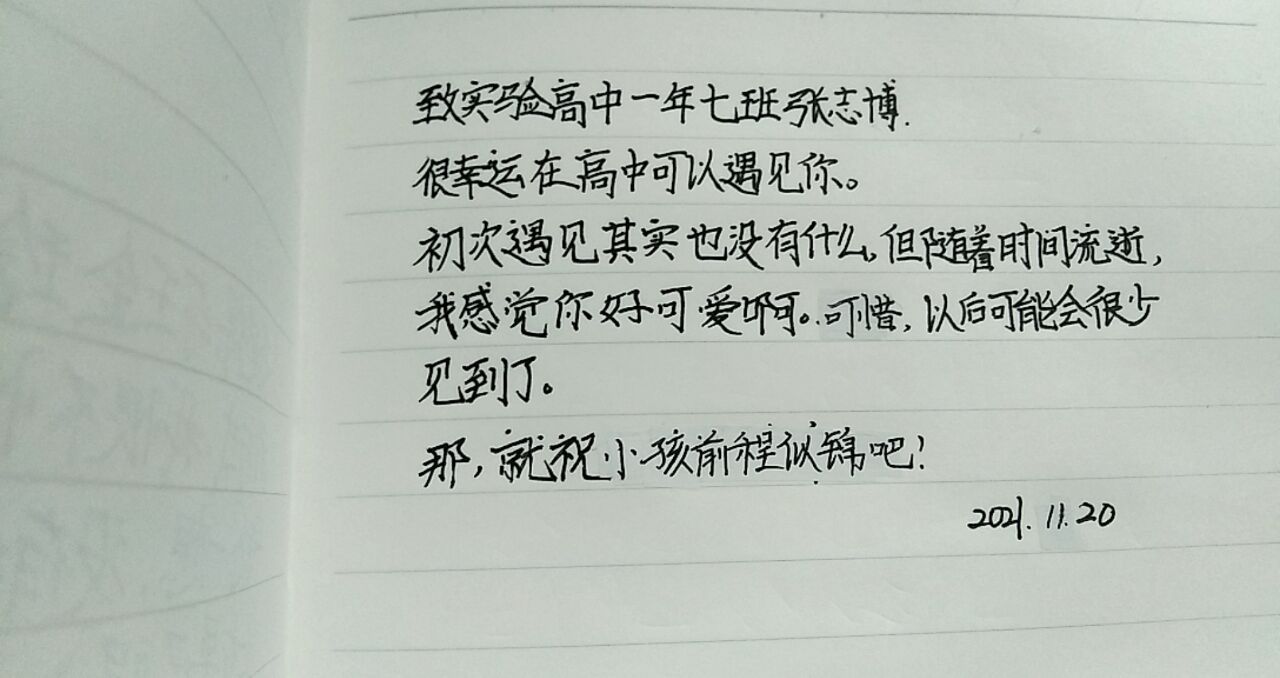 致实验高中一年七班张志博.
很幸运在高中可以遇见你。
初次遇见其实也没有什么,但随着时间流逝,
我感觉你好可爱啊。可惜,以后可能会很少
见到了。
那,就祝小孩前程似锦吧!
2021.11.20